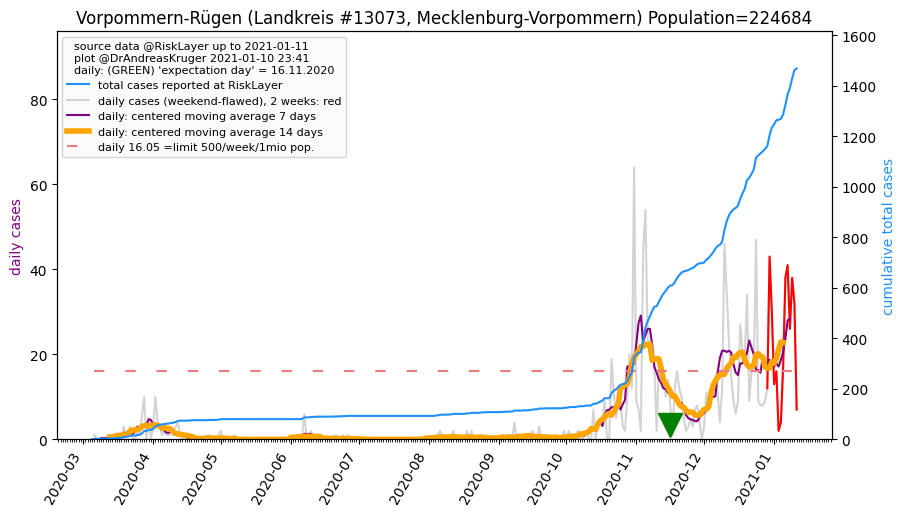 Vorpommern-Rügen (Landkreis #13073, Mecklenburg-Vorpommern) Population=224684
source data @RiskLayer up to 2021-01-11
plot @DrAndreasKruger 2021-01-10 23:41
daily: (GREEN) 'expectation day' = 16.11.2020
total cases reported at RiskLayer
daily cases (weekend-flawed), 2 weeks: red
daily: centered moving average 7 days
daily: centered moving average 14 days
daily 16.05 =limit 500/week/1mio pop.
daily cases
0
20
40
60
80
cumulative total cases
0
200
400
600
800
1000
1200
1400
1600
2020-03
2020-04
2020-05
2020-06
2020-07
2020-08
2020-09
2020-10
2020-11
2020-12
2021-01